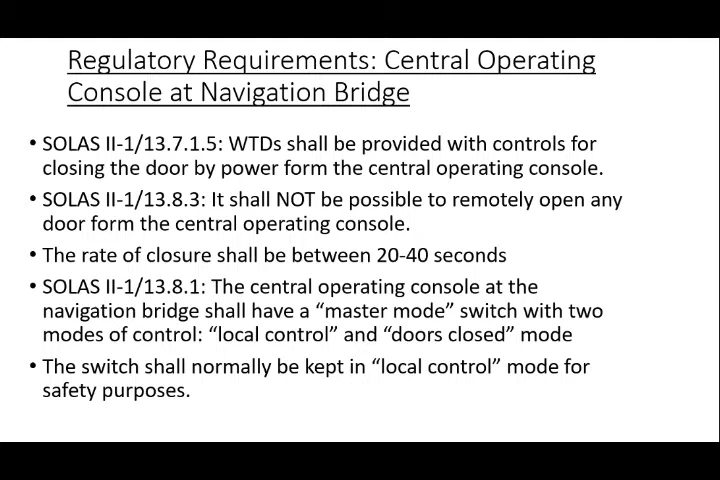 Regulatory Requirements: Central Operating
Console at Navigation Bridge
• SOLAS II-1/13.7.1.5: WTDs shall be provided with controls for
closing the door by power form the central operating console.
• SOLAS II-1/13.8.3: It shall NOT be possible to remotely open any
door form the central operating console.
• The rate of closure shall be between 20-40 seconds
• SOLAS II-1/13.8.1: The central operating console at the
navigation bridge shall have a “master mode” switch with two
modes of control: “local control” and “doors closed” mode
• The switch shall normally be kept in “local control” mode for
safety purposes.